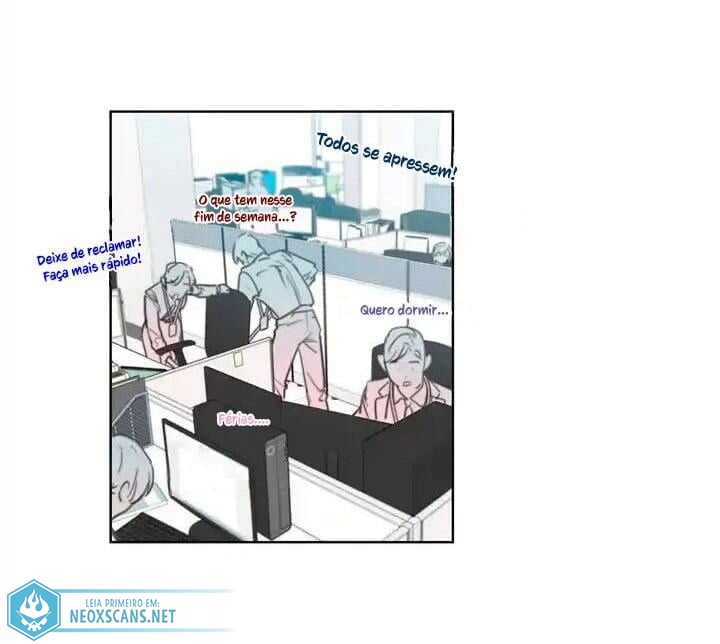 Todos se apressem!
O que tem nesse
fim de semana...?
Deixe de reclamar!
Faça mais rápido!
Quero dormir...
Férias....
LEIA PRIMEIRO EM:
NEOXSCANS.NET